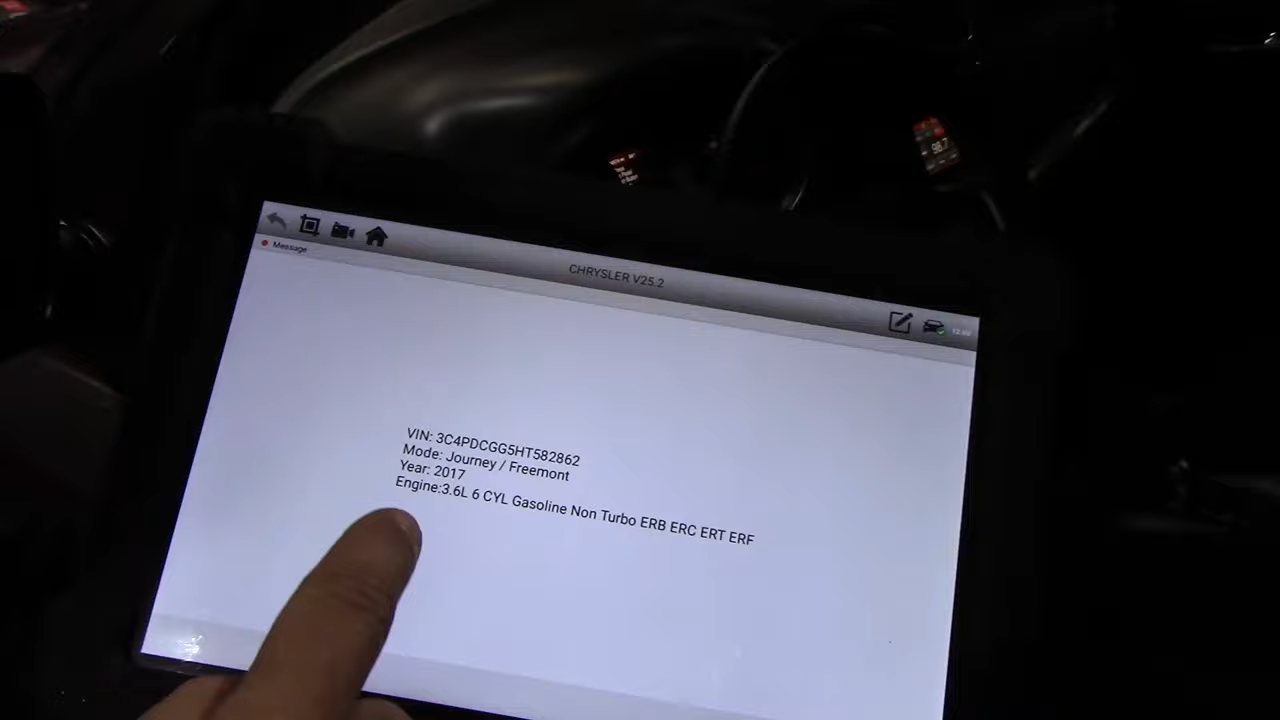 CHRYSLER V25.2
Message
VIN: 3C4PDCGG5HT582862
Mode: Journey / Freemont
Year: 2017
Engine:3.6L 6 CYL Gasoline Non Turbo ERB ERC ERT ERF